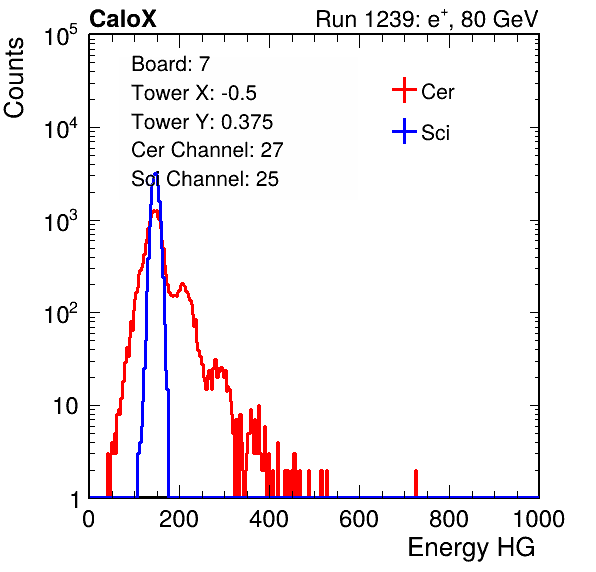 CaloX Run 1239: e⁺, 80 GeV
Board: 7
Tower X: -0.5
Tower Y: 0.375
Cer Channel: 27
Sci Channel: 25
Cer
Sci
Counts
10⁵
10⁴
10³
10²
10
1
0 200 400 600 800 1000
Energy HG